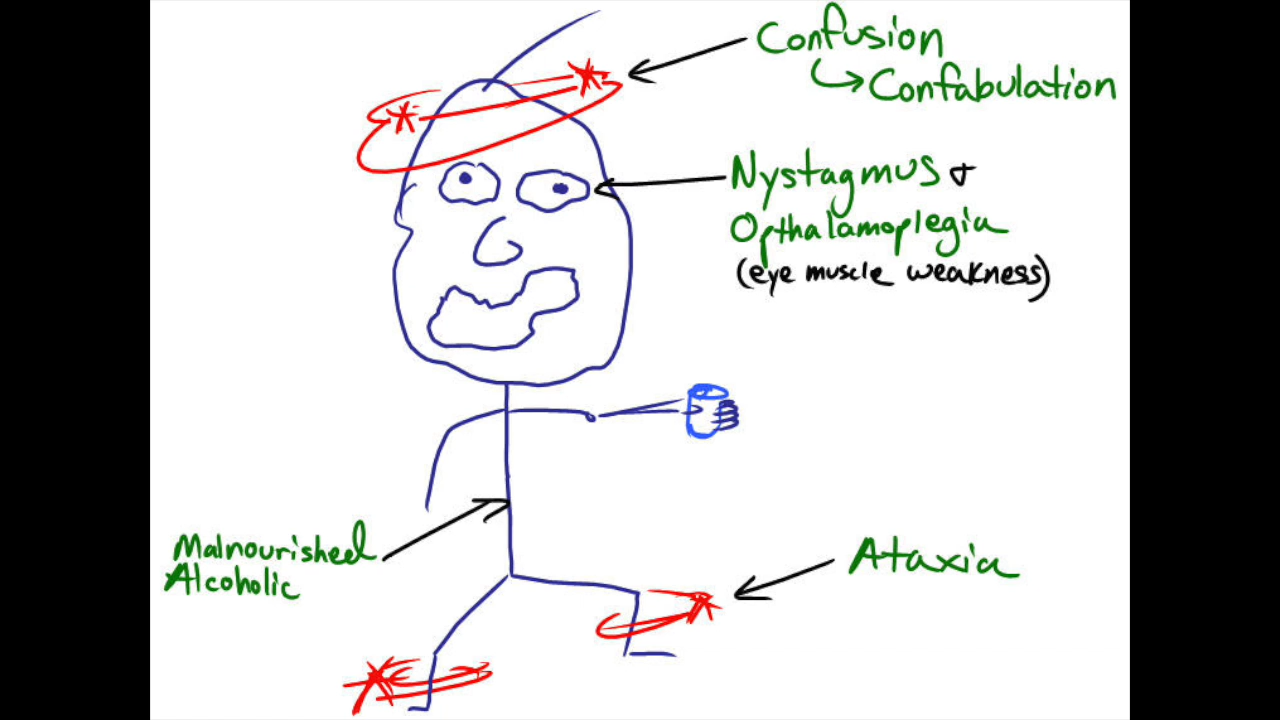 Confusion
Confabulation
Nystagmus &
Opthalamoplegia
(eye muscle weakness)
Malnourished
Alcoholic
Ataxia